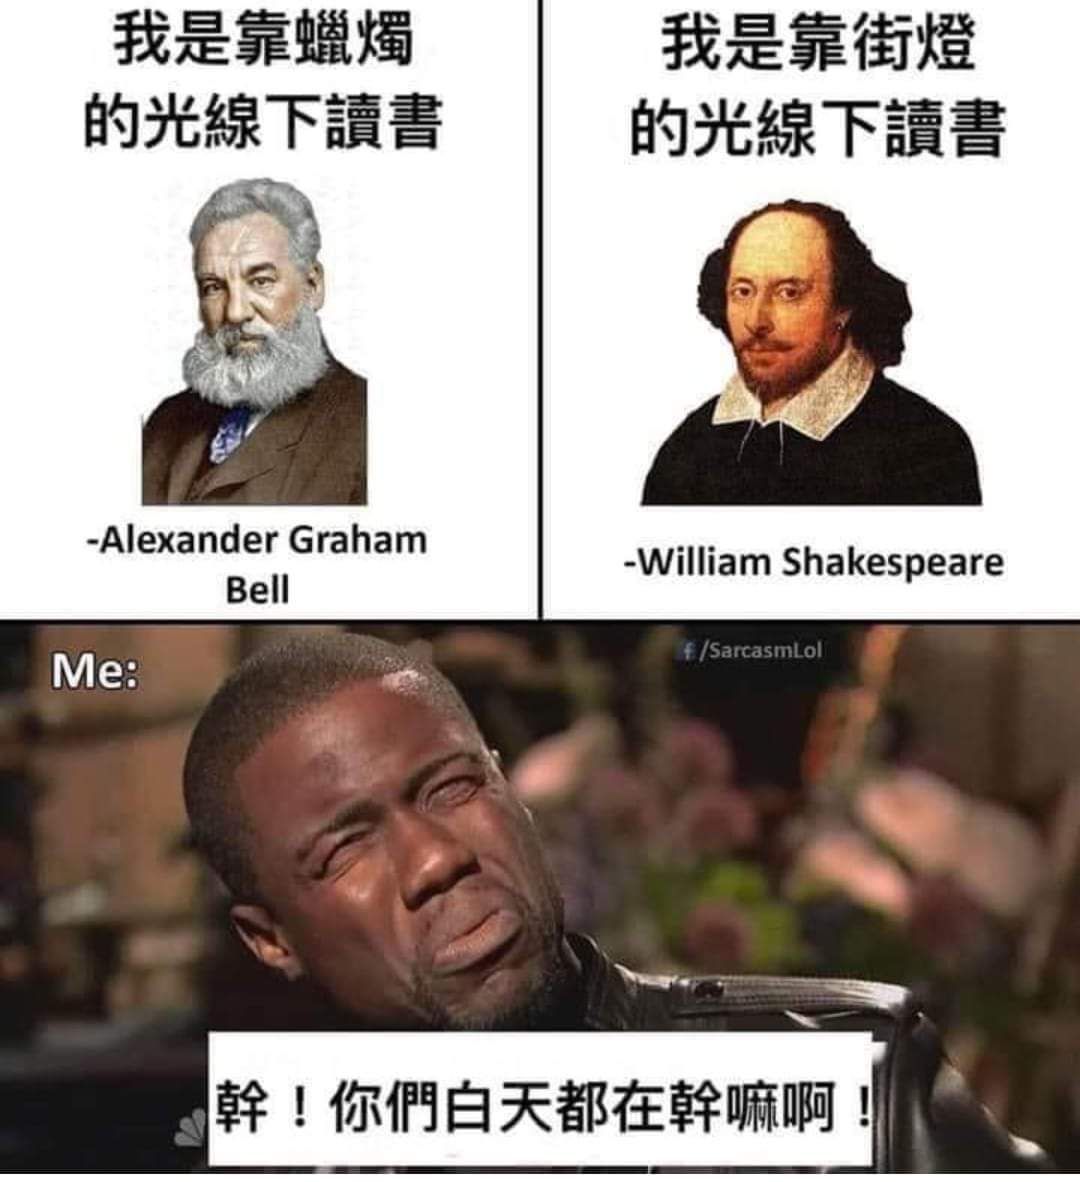 我是靠蠟燭
的光線下讀書
-Alexander Graham
Bell
我是靠街燈
的光線下讀書
-William Shakespeare
Me:
f/SarcasmLol
幹！你們白天都在幹嘛啊！